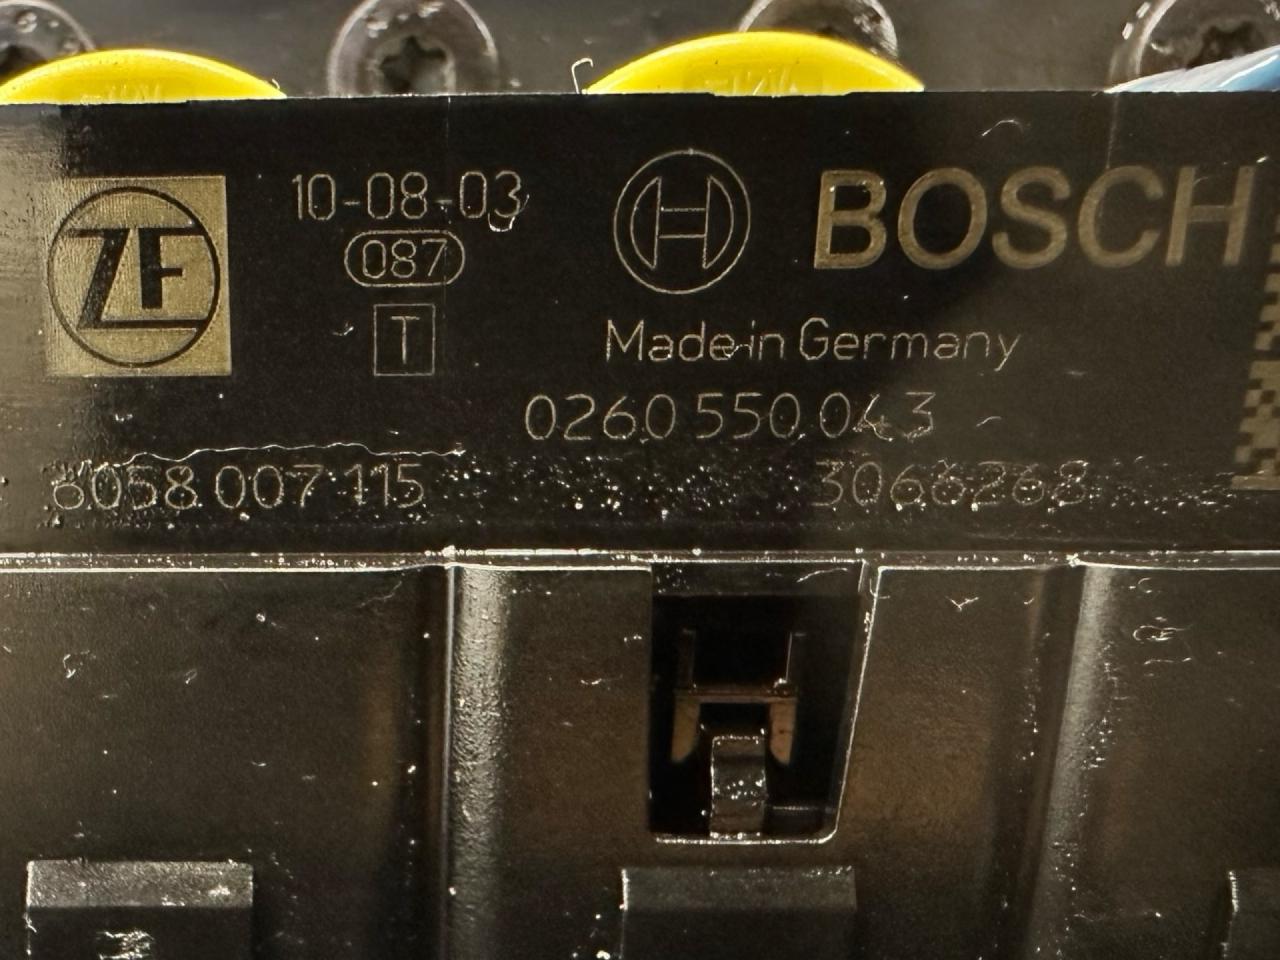 ZF
10-08-03
087
T
BOSCH
Made in Germany
0260 550 043
6058 007 115
3066268